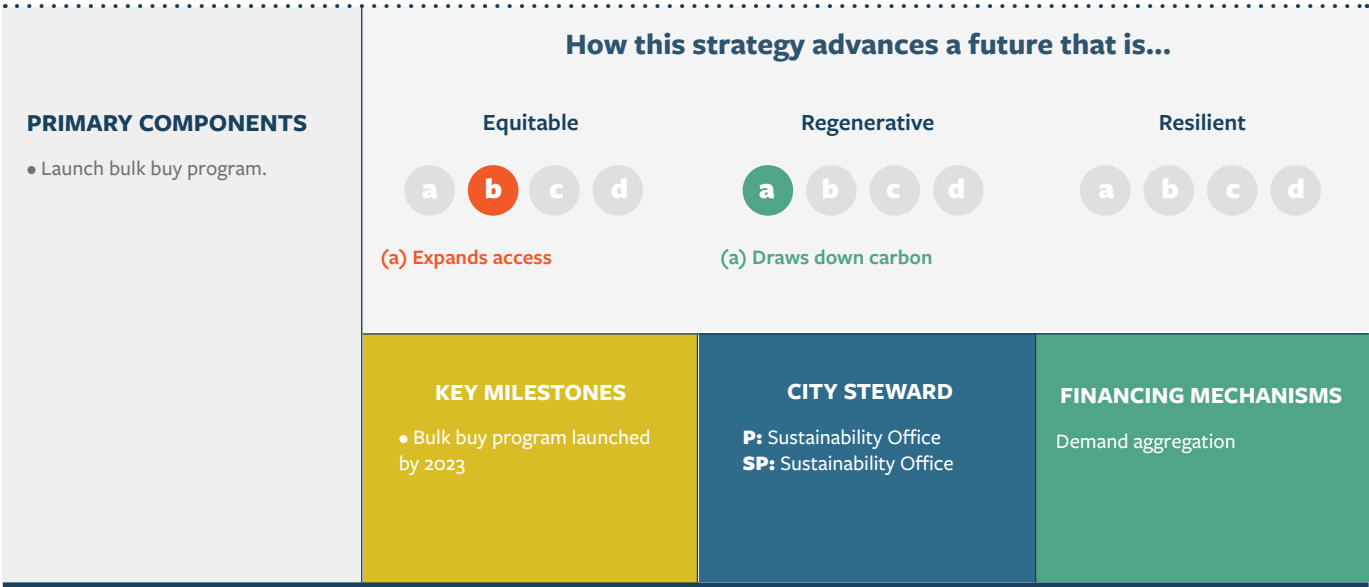 How this strategy advances a future that is...
PRIMARY COMPONENTS
• Launch bulk buy program.
Equitable
a b c d
(a) Expands access
Regenerative
a b c d
(a) Draws down carbon
Resilient
a b c d
KEY MILESTONES
• Bulk buy program launched
by 2023
CITY STEWARD
P: Sustainability Office
SP: Sustainability Office
FINANCING MECHANISMS
Demand aggregation